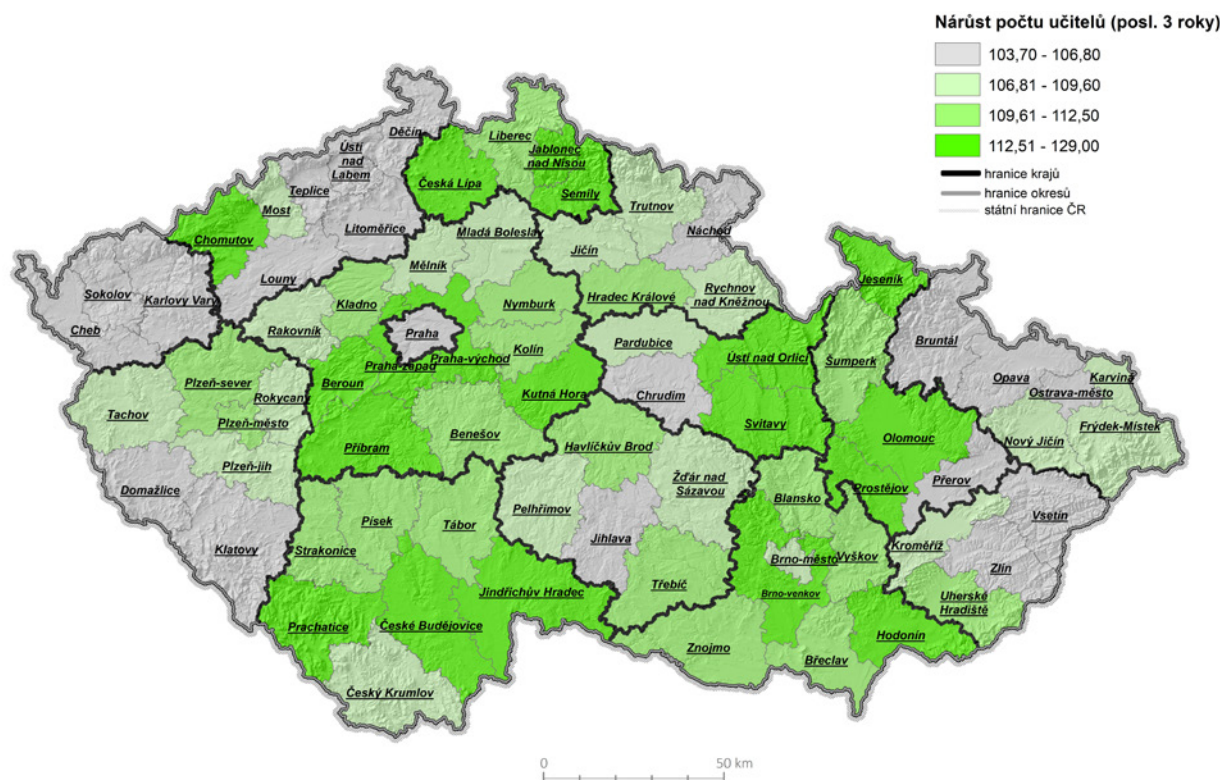 Nárůst počtu učitelů (posl. 3 roky)
103,70 - 106,80
106,81 - 109,60
109,61 - 112,50
112,51 - 129,00
hranice krajů
hranice okresů
státní hranice ČR
Děčín
Ústí
nad
Labem
Teplice
Most
Chomutov
Litoměřice
Louny
Liberec
Jablonec
nad Nisou
Česká Lípa
Semily
Trutnov
Náchod
Jičín
Mladá Boleslav
Mělník
Sokolov
Karlovy Vary
Cheb
Rakovník
Kladno
Nymburk
Hradec Králové
Rychnov
nad Kněžnou
Jeseník
Bruntál
Praha
Praha-západ
Praha-východ
Kolín
Beroun
Kutná Hora
Pardubice
Chrudim
Ústí nad Orlicí
Svitavy
Šumperk
Opava
Karviná
Ostrava-město
Nový Jičín
Frýdek-Místek
Plzeň-sever
Rokycany
Tachov
Plzeň-město
Plzeň-jih
Příbram
Benešov
Havlíčkův Brod
Žďár nad
Sázavou
Olomouc
Prostějov
Přerov
Vsetín
Domažlice
Klatovy
Písek
Tábor
Strakonice
Pelhřimov
Jihlava
Třebíč
Blansko
Brno-město
Vyškov
Brno-venkov
Kroměříž
Zlín
Uherské
Hradiště
Hodonín
Prachatice
České Budějovice
Jindřichův Hradec
Český Krumlov
Znojmo
Břeclav
0 50 km